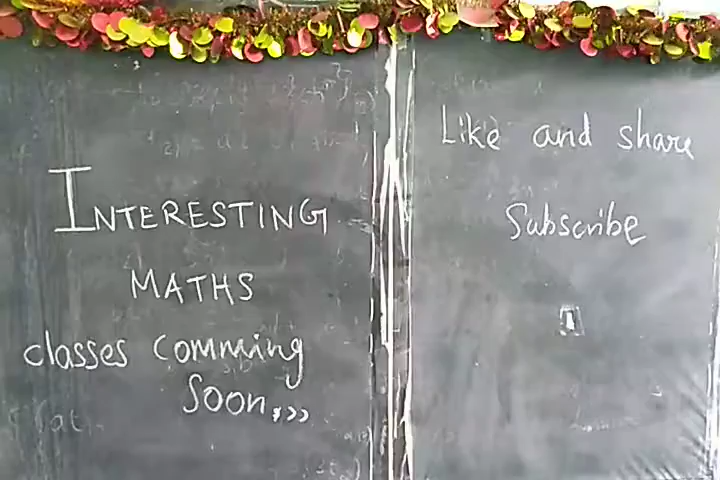 INTERESTING
MATHS
classes comming
Soon,>>
Like and share
Subscribe